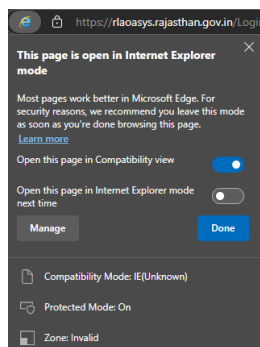 https://rlaoasys.rajasthan.gov.in/Logi
This page is open in Internet Explorer
mode
Most pages work better in Microsoft Edge. For
security reasons, we recommend you leave this mode
as soon as you're done browsing this page.
Learn more
Open this page in Compatibility view
Open this page in Internet Explorer mode
next time
Manage Done
Compatibility Mode: IE(Unknown)
Protected Mode: On
Zone: Invalid